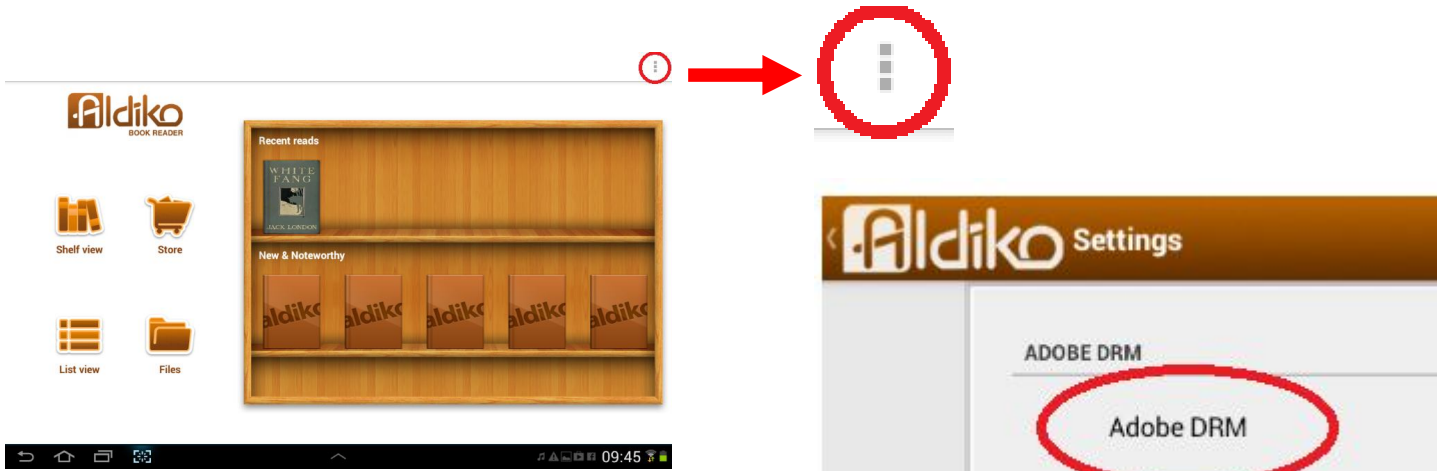 Aldiko
BOOK READER
Recent reads
WHITE
FANG
JACK LONDON
Shelf view
Store
New & Noteworthy
aldiko
aldiko
aldiko
aldiko
aldiko
List view
Files
09:45
Aldiko Settings
ADOBE DRM
Adobe DRM